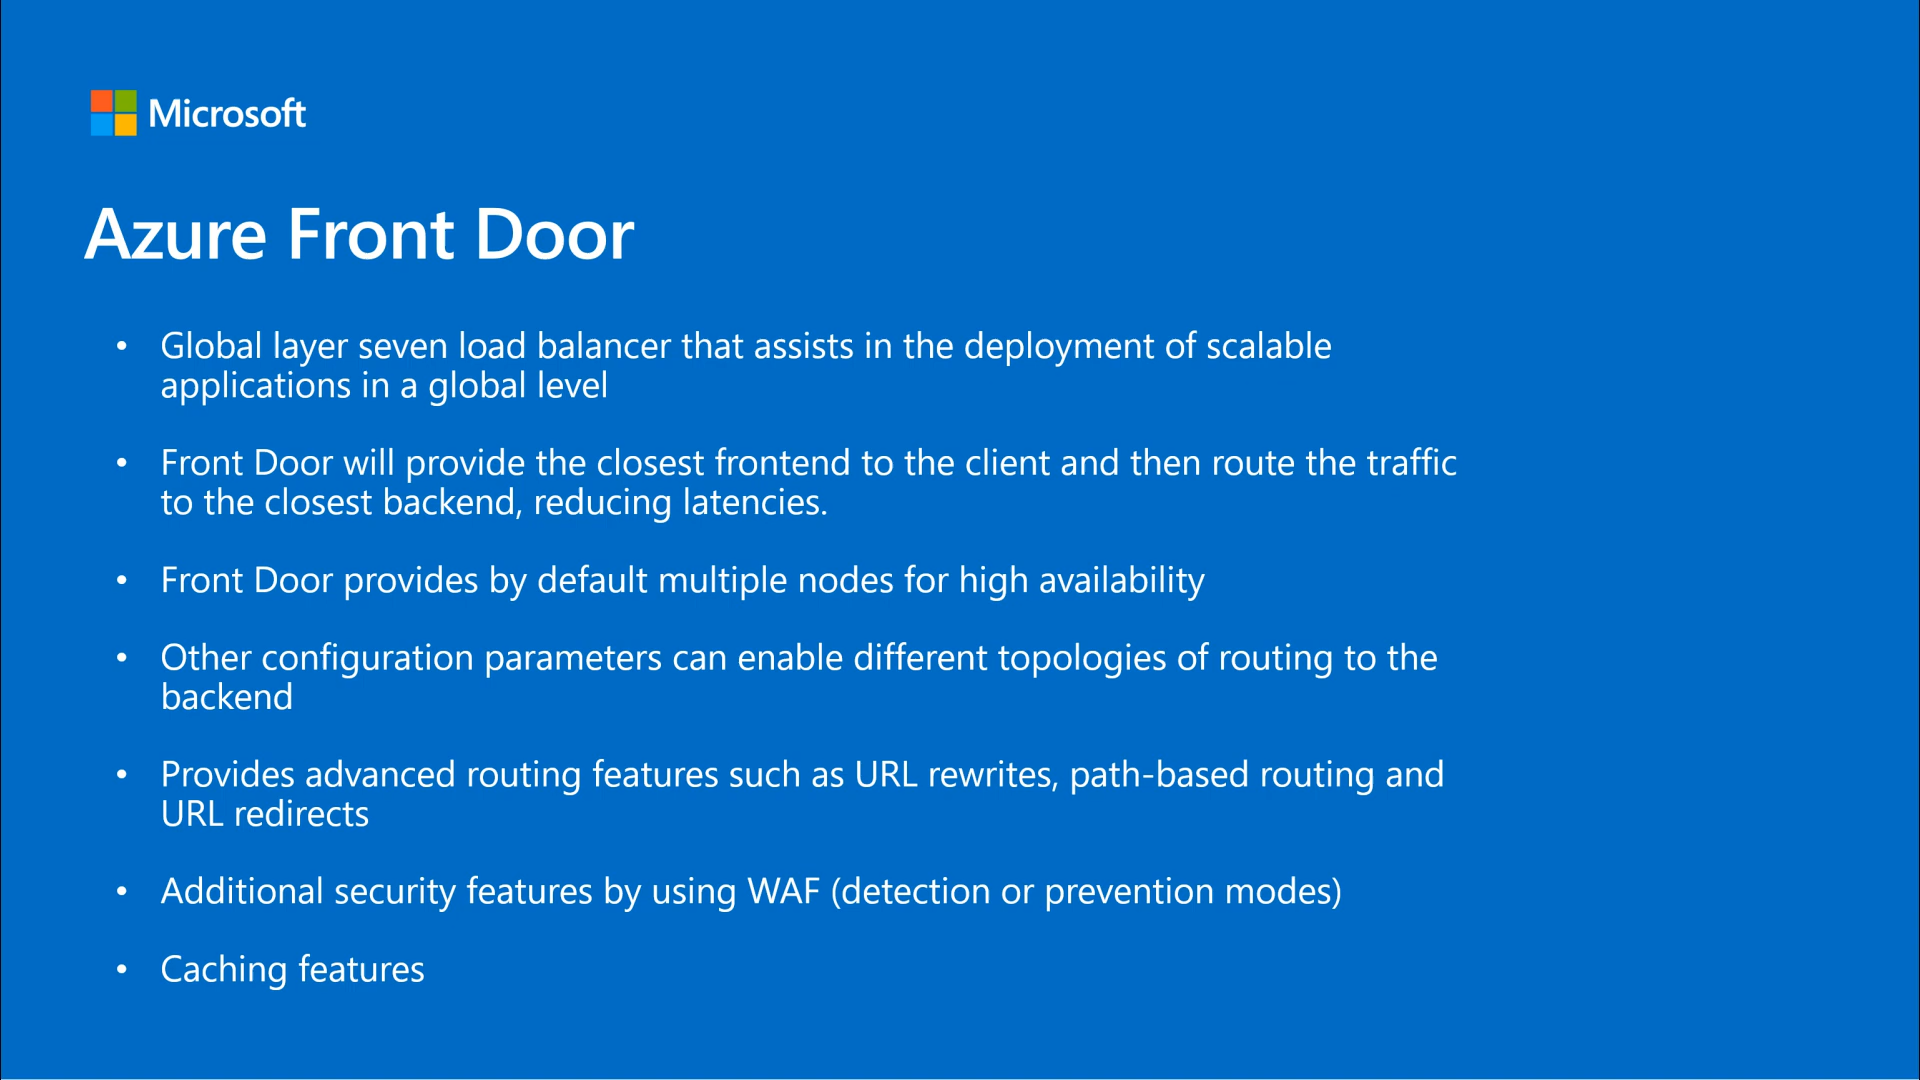 Microsoft
Azure Front Door
• Global layer seven load balancer that assists in the deployment of scalable
applications in a global level
• Front Door will provide the closest frontend to the client and then route the traffic
to the closest backend, reducing latencies.
• Front Door provides by default multiple nodes for high availability
• Other configuration parameters can enable different topologies of routing to the
backend
• Provides advanced routing features such as URL rewrites, path-based routing and
URL redirects
• Additional security features by using WAF (detection or prevention modes)
• Caching features